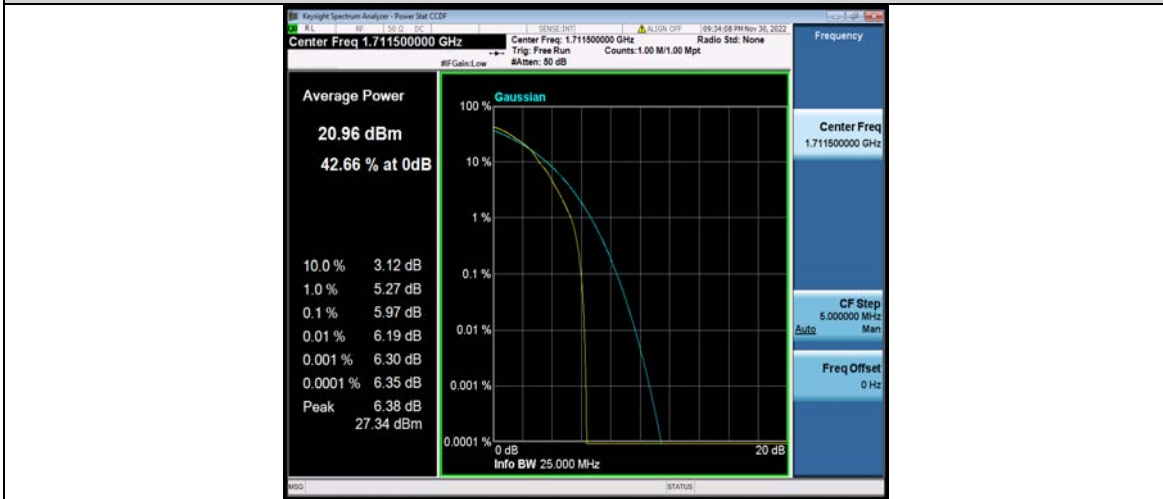 Keysight Spectrum Analyzer - Power Stat CCDF
RL RF 50 Ω DC SENSE:INT ALIGN OFF 09:34:08 PM Nov 30, 2022
Center Freq 1.711500000 GHz
Center Freq: 1.711500000 GHz Radio Std: None
Trig: Free Run Counts:1.00 M/1.00 Mpt
#IFGain:Low #Atten: 50 dB
Frequency
Average Power
20.96 dBm
42.66 % at 0dB
10.0 % 3.12 dB
1.0 % 5.27 dB
0.1 % 5.97 dB
0.01 % 6.19 dB
0.001 % 6.30 dB
0.0001 % 6.35 dB
Peak 6.38 dB
27.34 dBm
Gaussian
100 %
10 %
1 %
0.1 %
0.01 %
0.001 %
0.0001 %
0 dB 20 dB
Info BW 25.000 MHz
Center Freq
1.711500000 GHz
CF Step
5.000000 MHz
Auto Man
Freq Offset
0 Hz
MSG STATUS